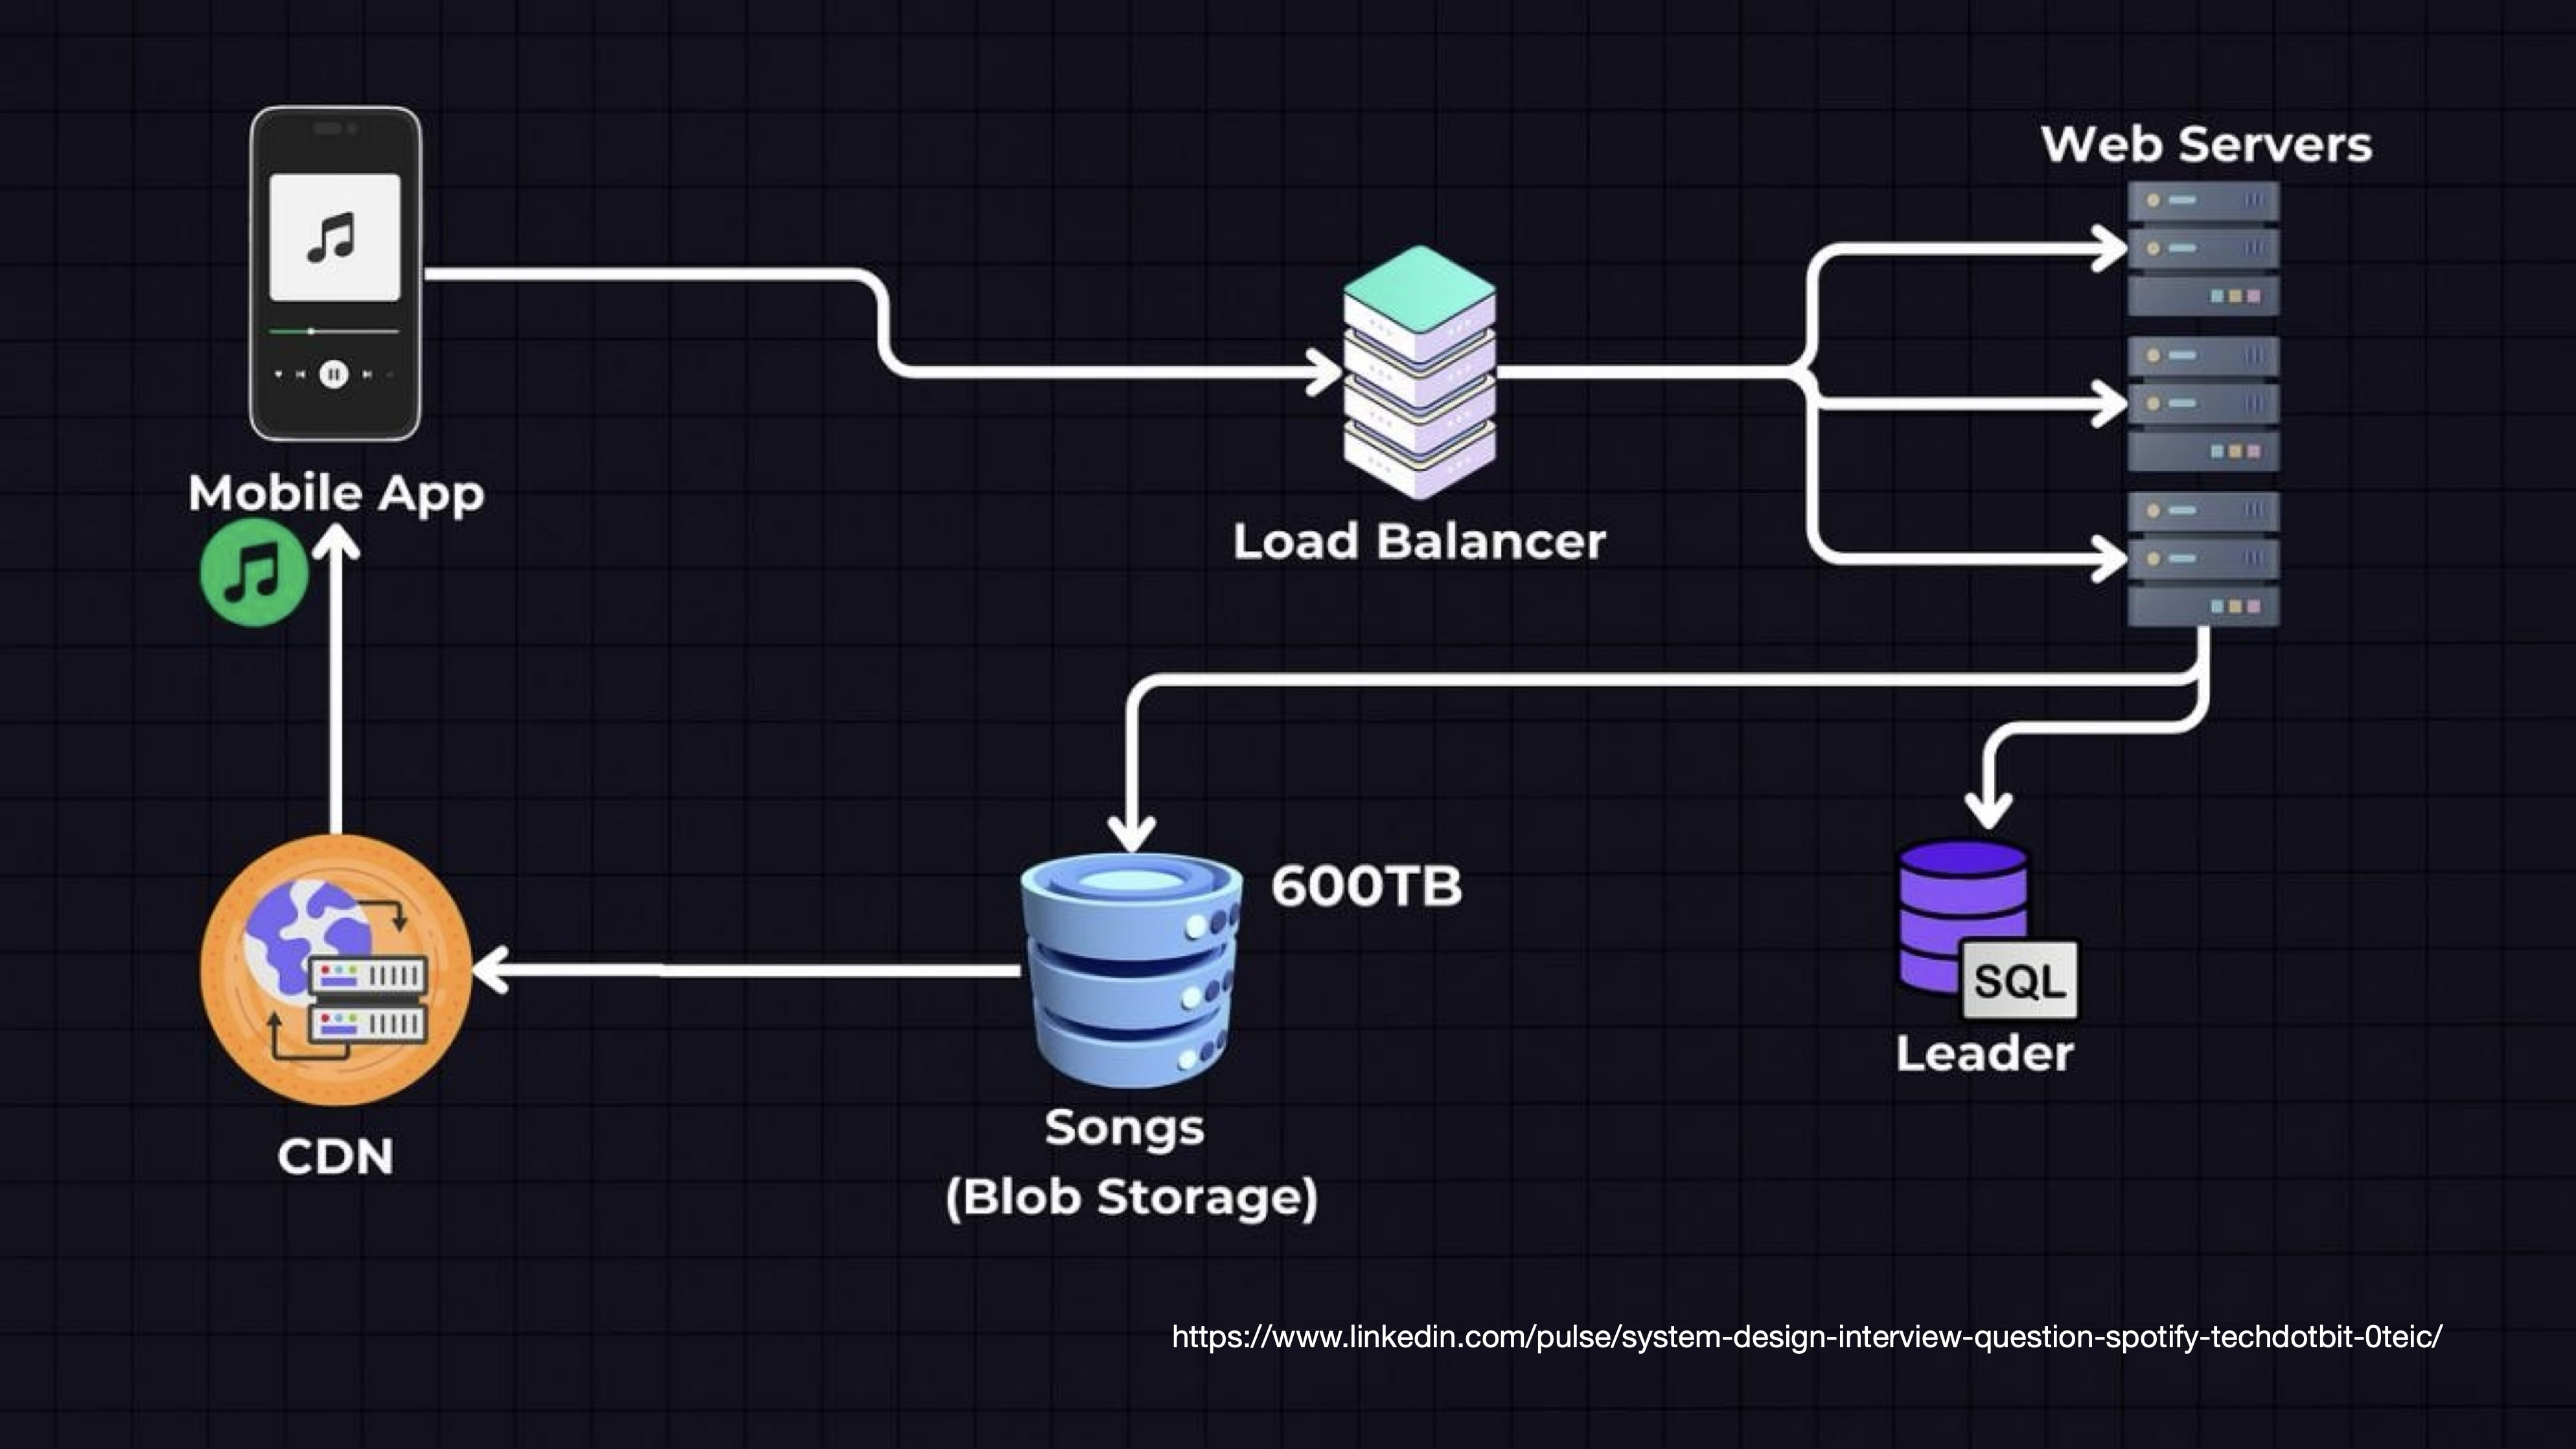 Web Servers
Mobile App
Load Balancer
600TB
SQL
Leader
Songs
(Blob Storage)
CDN
https://www.linkedin.com/pulse/system-design-interview-question-spotify-techdotbit-0teic/